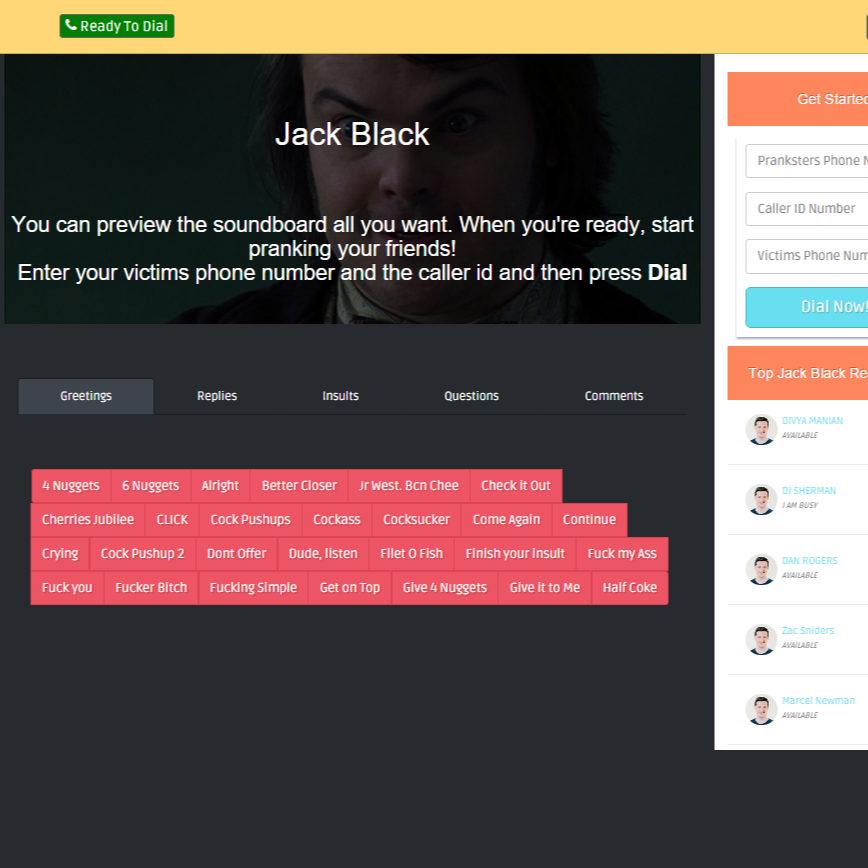 Ready To Dial
Jack Black
You can preview the soundboard all you want. When you're ready, start
pranking your friends!
Enter your victims phone number and the caller id and then press Dial
Greetings Replies Insults Questions Comments
4 Nuggets 6 Nuggets Alright Better Closer Jr West. Bcn Chee Check it Out
Cherries Jubilee CLICK Cock Pushups Cockass Cocksucker Come Again Continue
Crying Cock Pushup 2 Dont Offer Dude, listen Filet O Fish Finish your insult Fuck my Ass
Fuck you Fucker Bitch Fucking Simple Get on Top Give 4 Nuggets Give it to Me Half Coke
Get Started
Pranksters Phone N
Caller ID Number
Victims Phone Num
Dial Now!
Top Jack Black Re
DIVYA MANIAN
AVAILABLE
DJ SHERMAN
I AM BUSY
DAN ROGERS
AVAILABLE
Zac Sniders
AVAILABLE
Marcel Newman
AVAILABLE